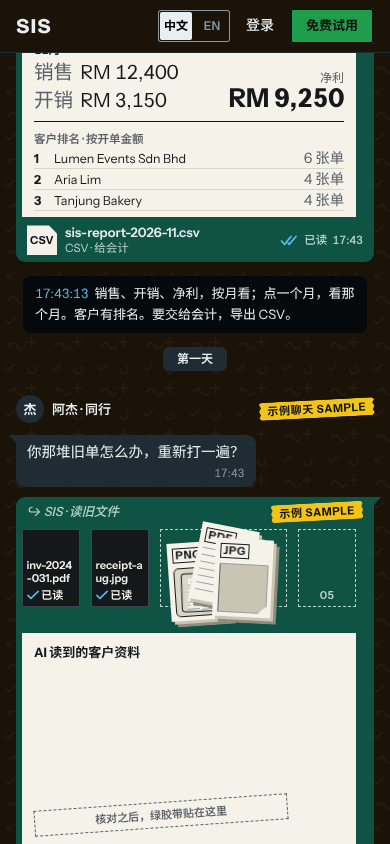 SIS 中文 EN 登录 免费试用
销售 RM 12,400
开销 RM 3,150
净利
RM 9,250
客户排名·按开单金额
1 Lumen Events Sdn Bhd 6 张单
2 Aria Lim 4 张单
3 Tanjung Bakery 4 张单
CSV sis-report-2026-11.csv
CSV·给会计
已读 17:43
17:43:13 销售、开销、净利，按月看；点一个月，看那
个月。客户有排名。要交给会计，导出 CSV。
第一天
杰 阿杰·同行
示例聊天 SAMPLE
你那堆旧单怎么办，重新打一遍？
17:43
↪ SIS·读旧文件
示例 SAMPLE
inv-2024
-031.pdf
已读
receipt-a
ug.jpg
已读
PDF
PNG
JPG
05
AI 读到的客户资料
核对之后，绿胶带贴在这里